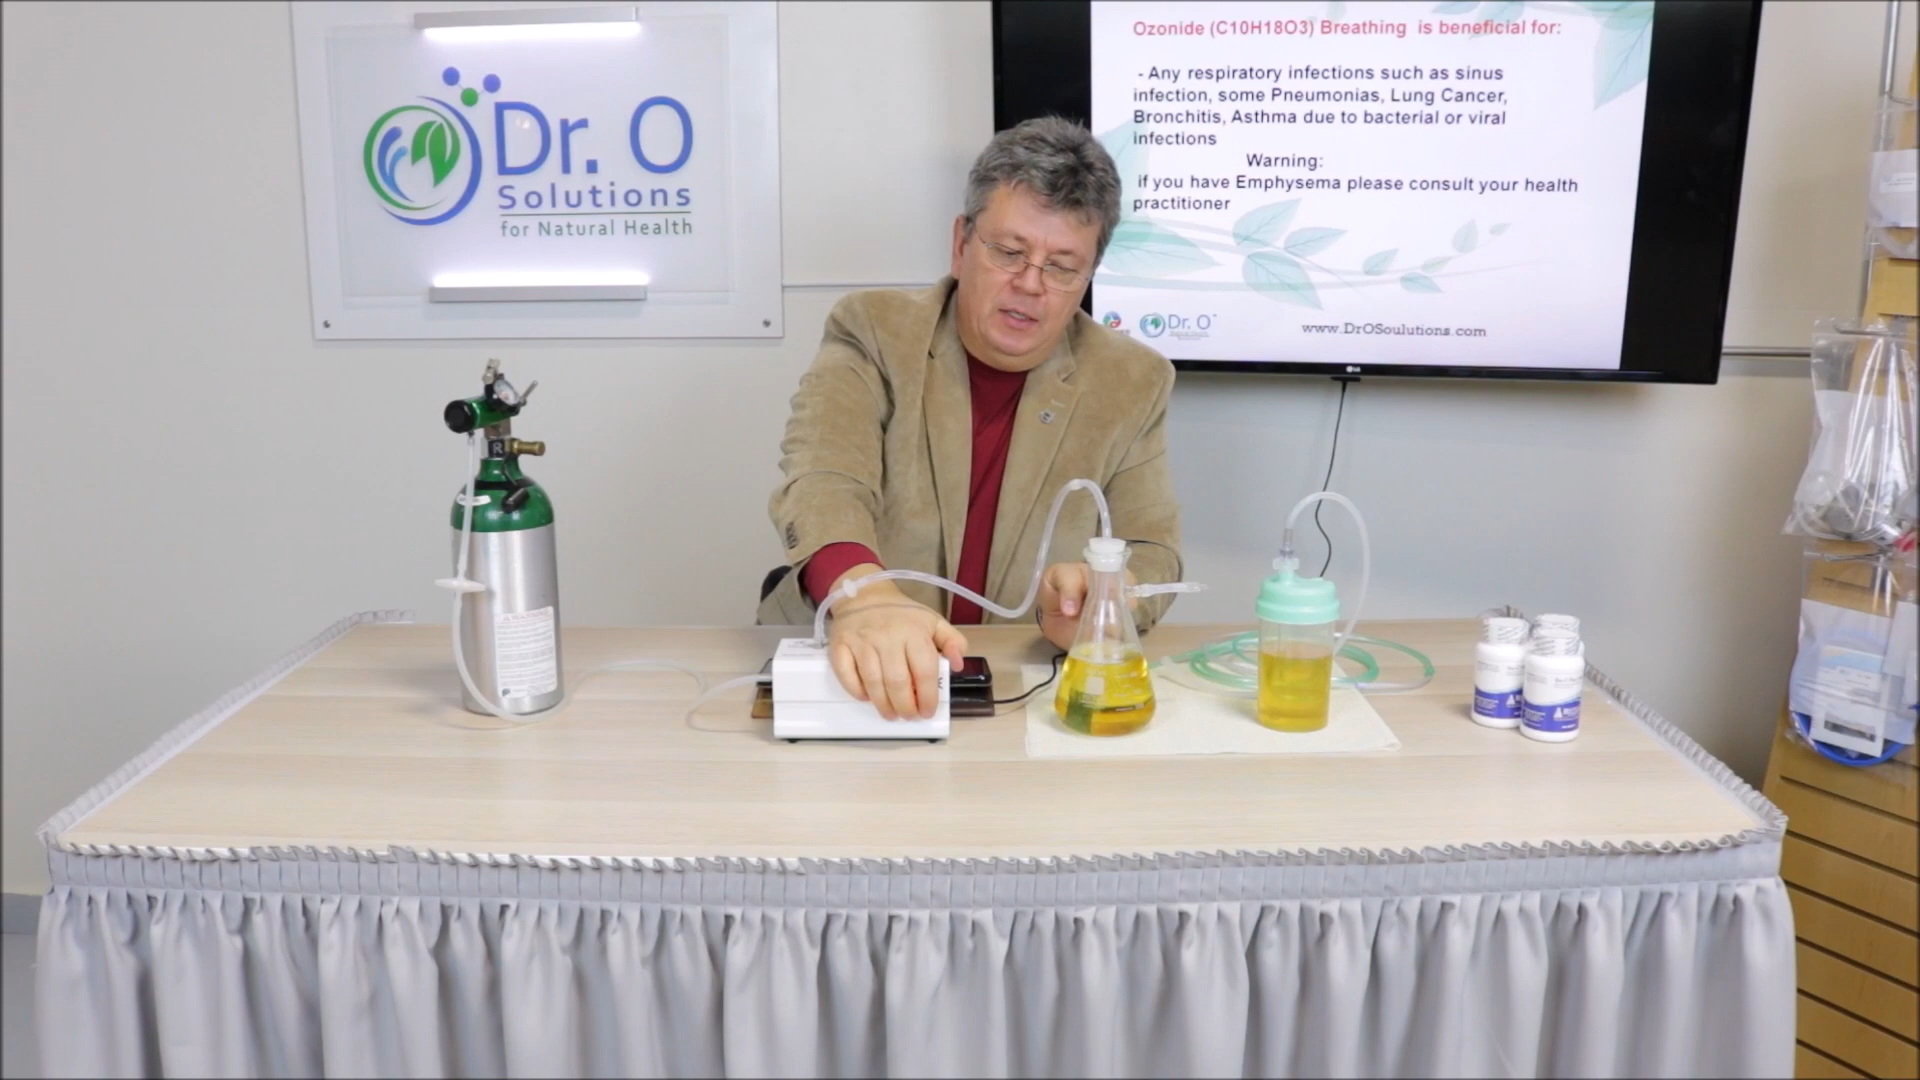 Dr. O
Solutions
for Natural Health
Ozonide (C10H18O3) Breathing is beneficial for:
- Any respiratory infections such as sinus
infection, some Pneumonias, Lung Cancer,
Bronchitis, Asthma due to bacterial or viral
infections
Warning:
if you have Emphysema please consult your health
practitioner
Dr. O
www.DrOSoulutions.com
LG
R